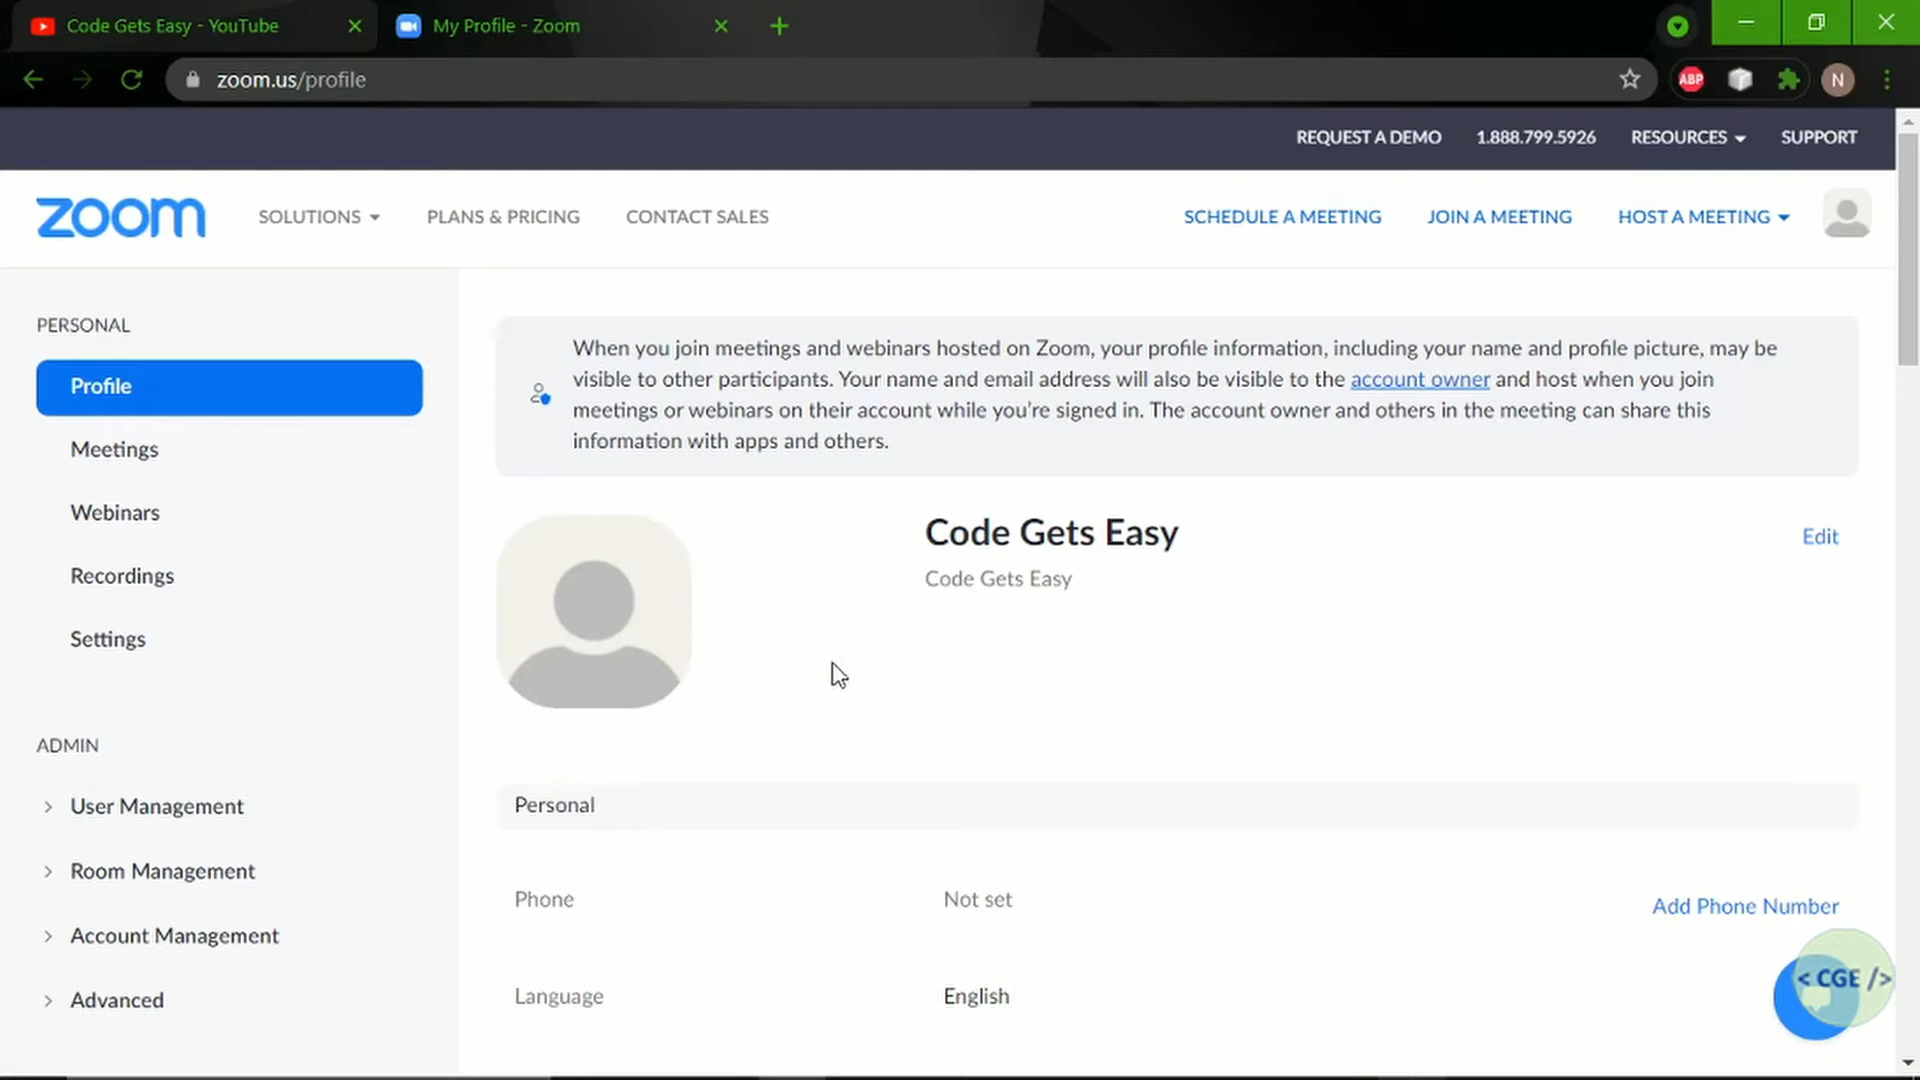 Code Gets Easy - YouTube
My Profile - Zoom
zoom.us/profile
ABP
N
REQUEST A DEMO
1.888.799.5926
RESOURCES
SUPPORT
zoom
SOLUTIONS
PLANS & PRICING
CONTACT SALES
SCHEDULE A MEETING
JOIN A MEETING
HOST A MEETING
PERSONAL
Profile
Meetings
Webinars
Recordings
Settings
ADMIN
User Management
Room Management
Account Management
Advanced
When you join meetings and webinars hosted on Zoom, your profile information, including your name and profile picture, may be
visible to other participants. Your name and email address will also be visible to the account owner and host when you join
meetings or webinars on their account while you're signed in. The account owner and others in the meeting can share this
information with apps and others.
Code Gets Easy
Edit
Code Gets Easy
Personal
Phone
Not set
Add Phone Number
Language
English
< CGE />